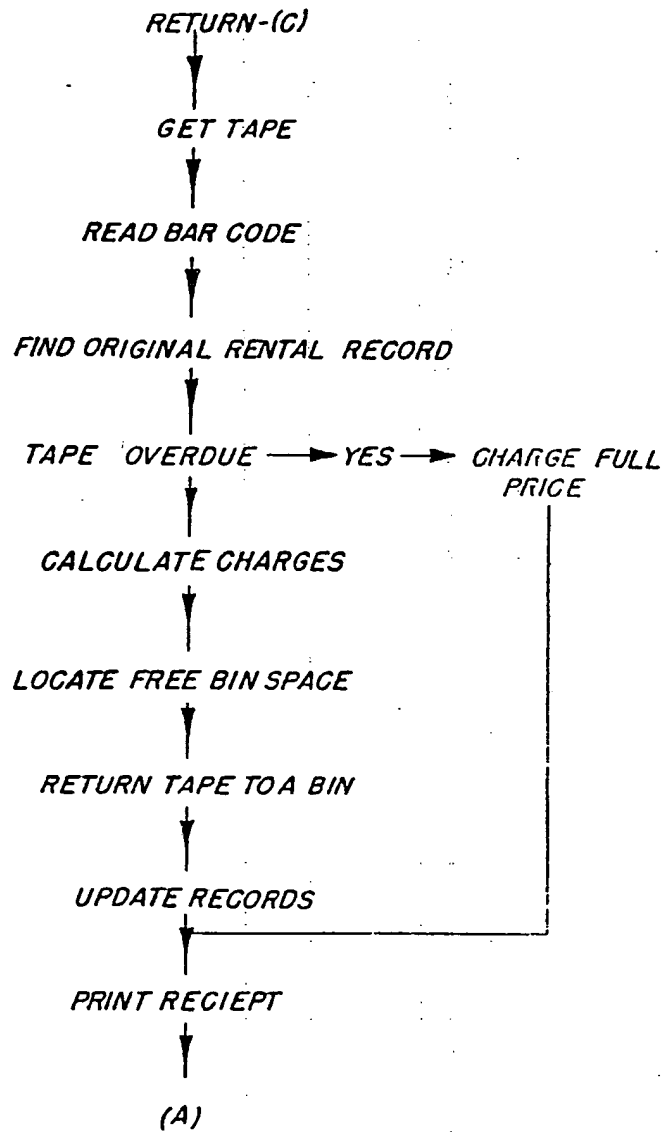 RETURN-(C)
GET TAPE
READ BAR CODE
FIND ORIGINAL RENTAL RECORD
TAPE OVERDUE YES CHARGE FULL
PRICE
CALCULATE CHARGES
LOCATE FREE BIN SPACE
RETURN TAPE TO A BIN
UPDATE RECORDS
PRINT RECIEPT
(A)